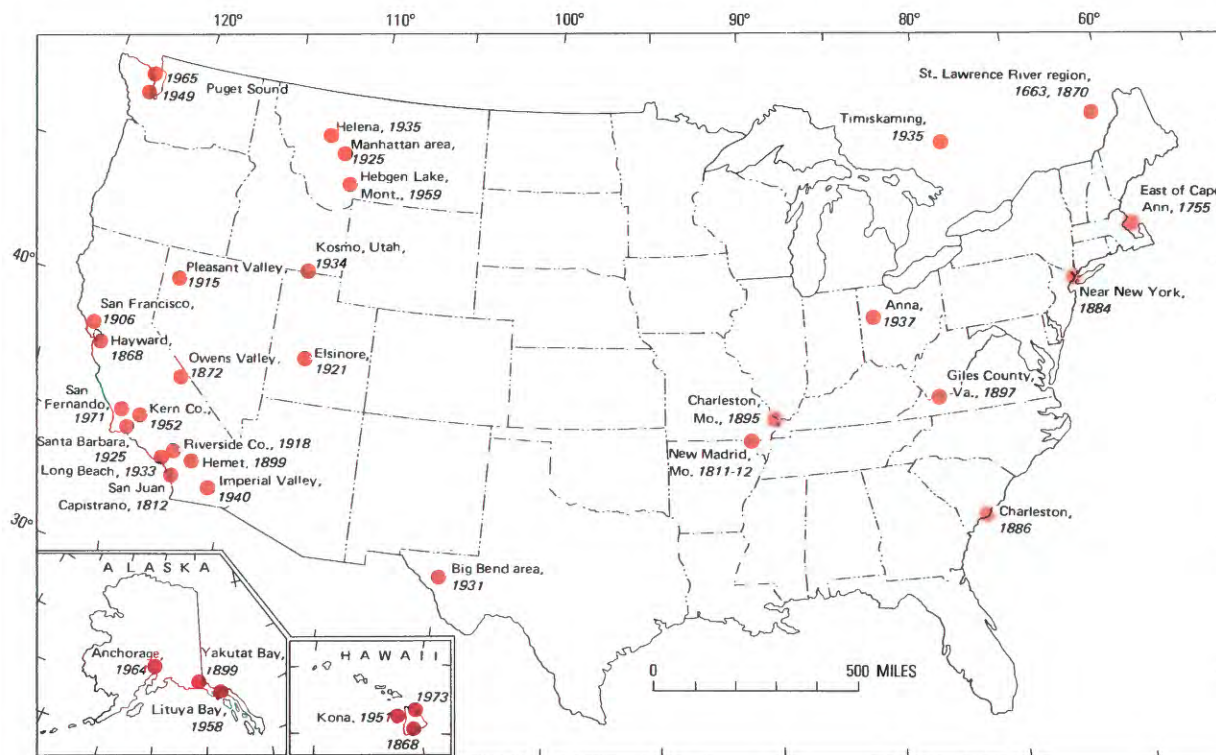 120°
100°
80°
60°
40°
30°
1965
1949
Puget Sound
Helena, 1935
Manhattan area,
1925
Hebgen Lake,
Mont., 1959
Kosmo, Utah,
1934
Pleasant Valley
1915
San Francisco,
1906
Hayward,
1868
Owens Valley,
1872
Elsinore,
1921
San
Fernando,
1971
Kern Co.,
1952
Santa Barbara,
1925
Riverside Co., 1918
Long Beach, 1933
Hemet, 1899
San Juan
Capistrano, 1812
Imperial Valley,
1940
Big Bend area,
1931
St. Lawrence River region,
1663, 1870
Timiskaming,
1935
East of Cape
Ann, 1755
Near New York,
1884
Anna,
1937
Giles County,
Va., 1897
Charleston,
Mo., 1895
New Madrid,
Mo. 1811-12
Charleston,
1886
ALASKA
Anchorage,
1964
Yakutat Bay,
1899
Lituya Bay,
1958
HAWAII
1973
Kona, 1951
1868
0
500 MILES